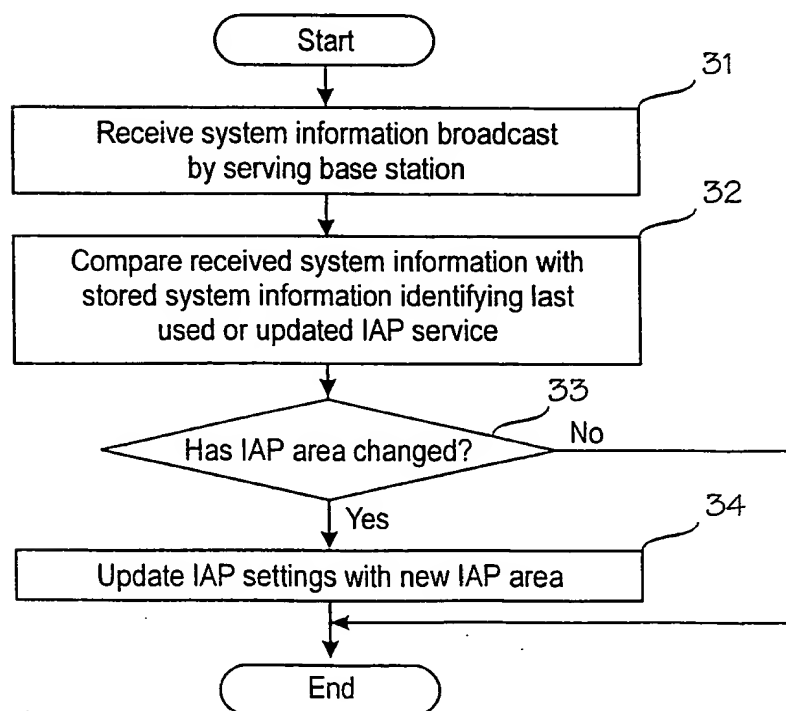 Start
31
Receive system information broadcast
by serving base station
32
Compare received system information with
stored system information identifying last
used or updated IAP service
33
Has IAP area changed?
No
Yes
34
Update IAP settings with new IAP area
End